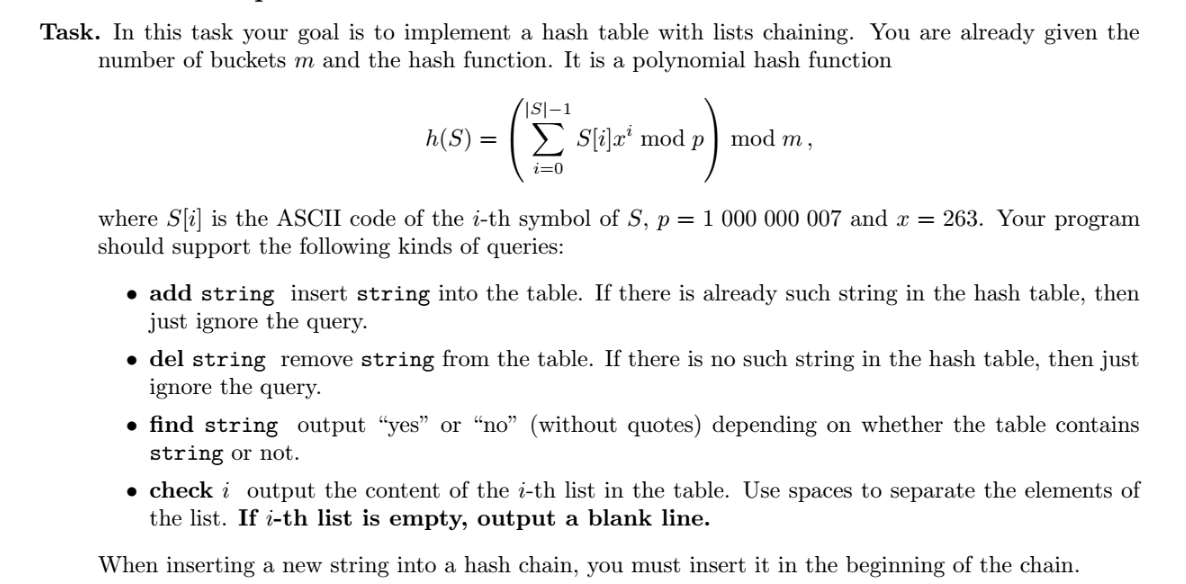 Task. In this task your goal is to implement a hash table with lists chaining. You are already given the
number of buckets m and the hash function. It is a polynomial hash function
h(S) = (∑_{i=0}^{|S|−1} S[i]x^i mod p) mod m ,
where S[i] is the ASCII code of the i-th symbol of S, p = 1 000 000 007 and x = 263. Your program
should support the following kinds of queries:
• add string insert string into the table. If there is already such string in the hash table, then
just ignore the query.
• del string remove string from the table. If there is no such string in the hash table, then just
ignore the query.
• find string output “yes” or “no” (without quotes) depending on whether the table contains
string or not.
• check i output the content of the i-th list in the table. Use spaces to separate the elements of
the list. If i-th list is empty, output a blank line.
When inserting a new string into a hash chain, you must insert it in the beginning of the chain.